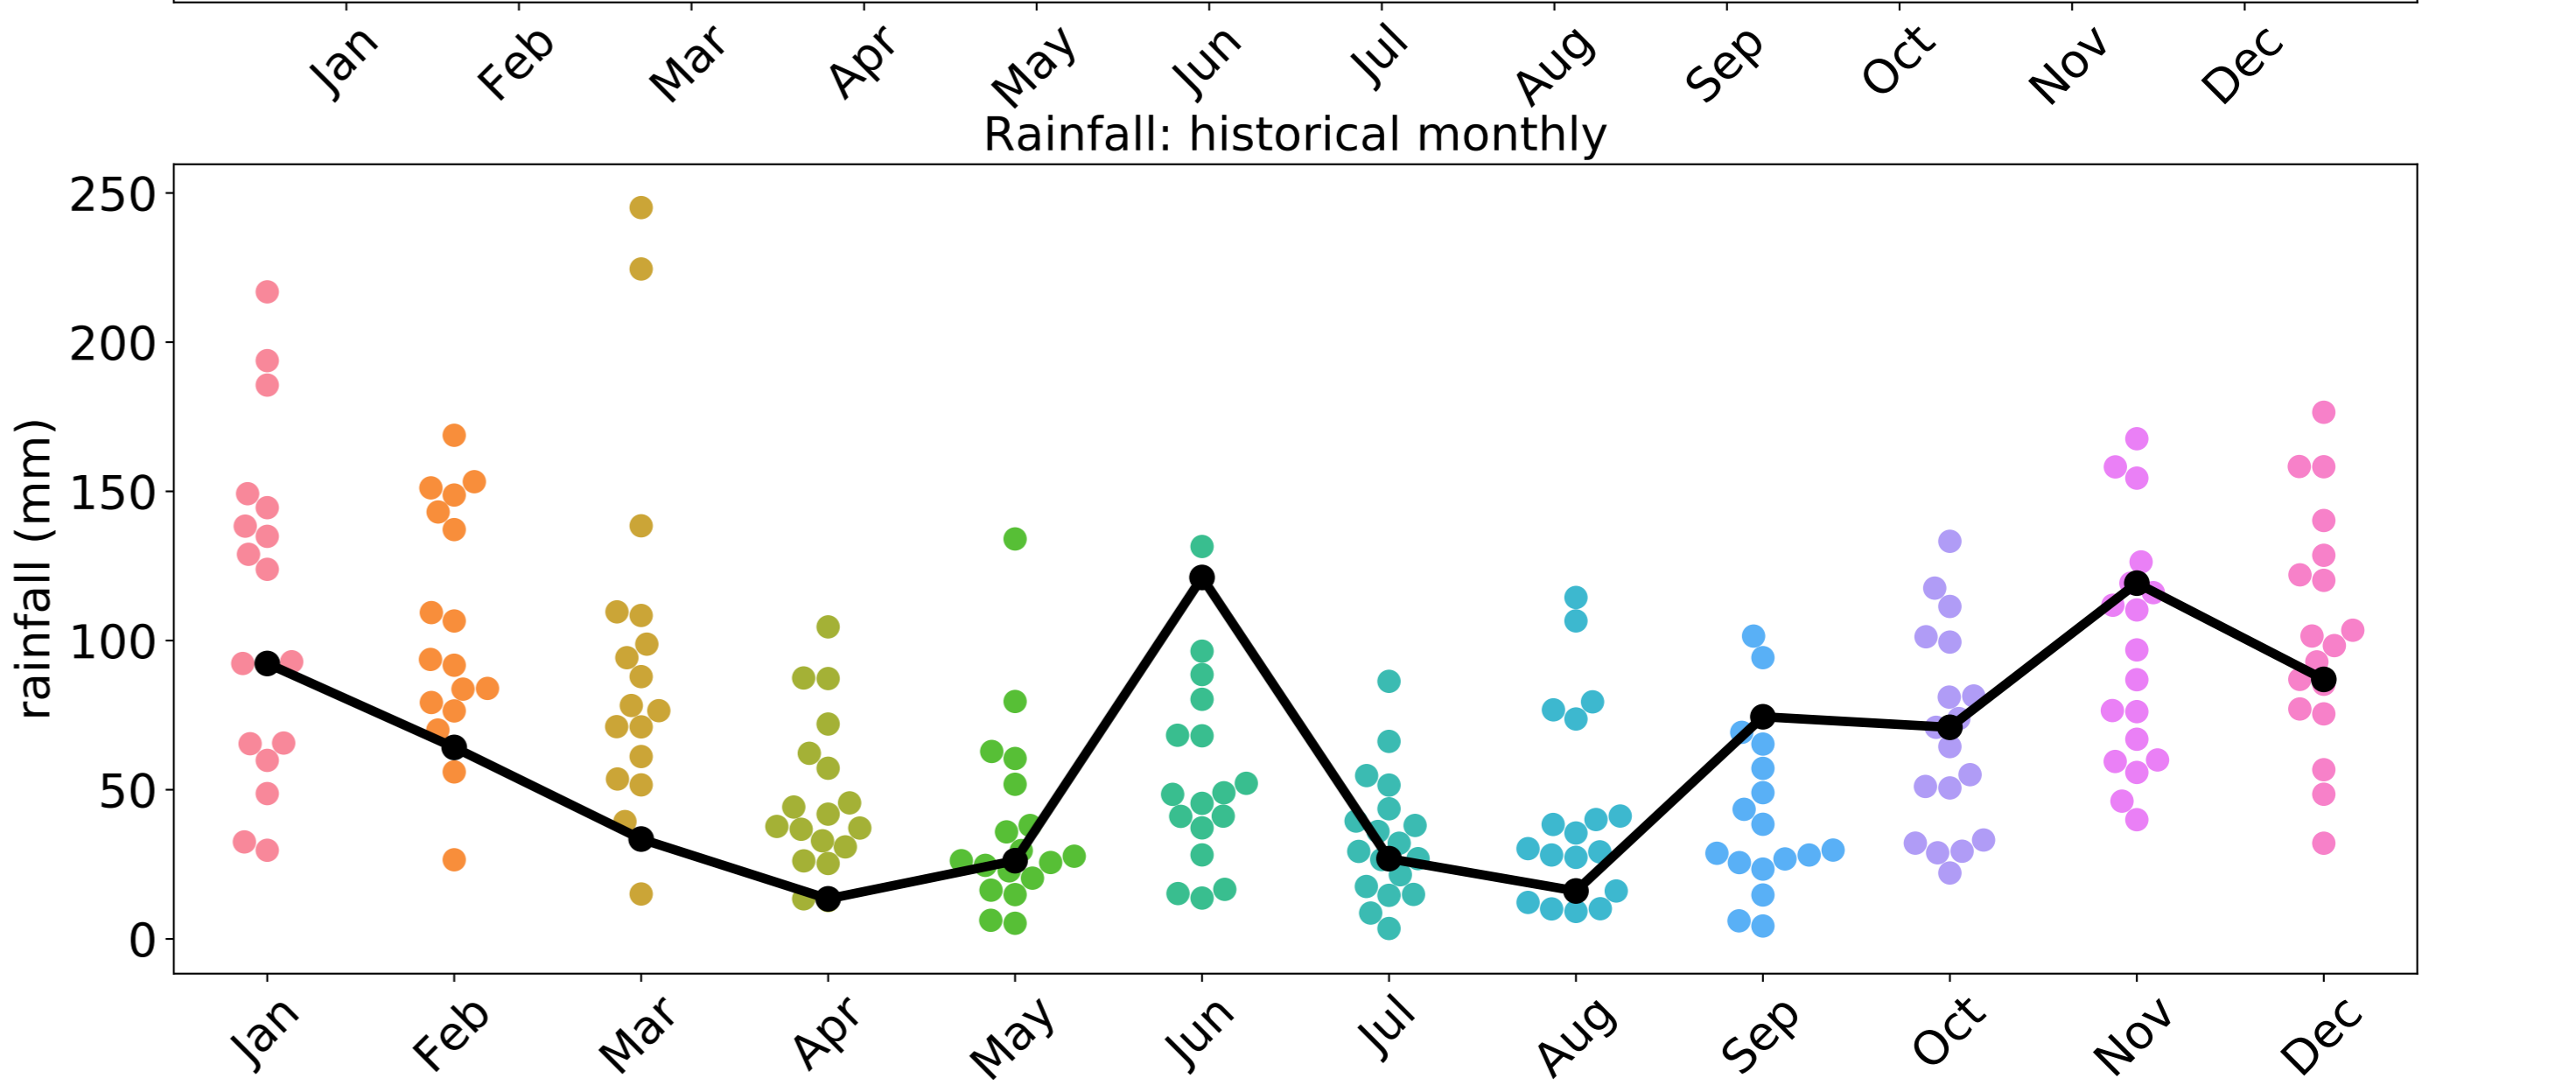 Jan Feb Mar Apr May Jun Jul Aug Sep Oct Nov Dec
Rainfall: historical monthly
250
200
150
100
50
0
rainfall (mm)
Jan Feb Mar Apr May Jun Jul Aug Sep Oct Nov Dec